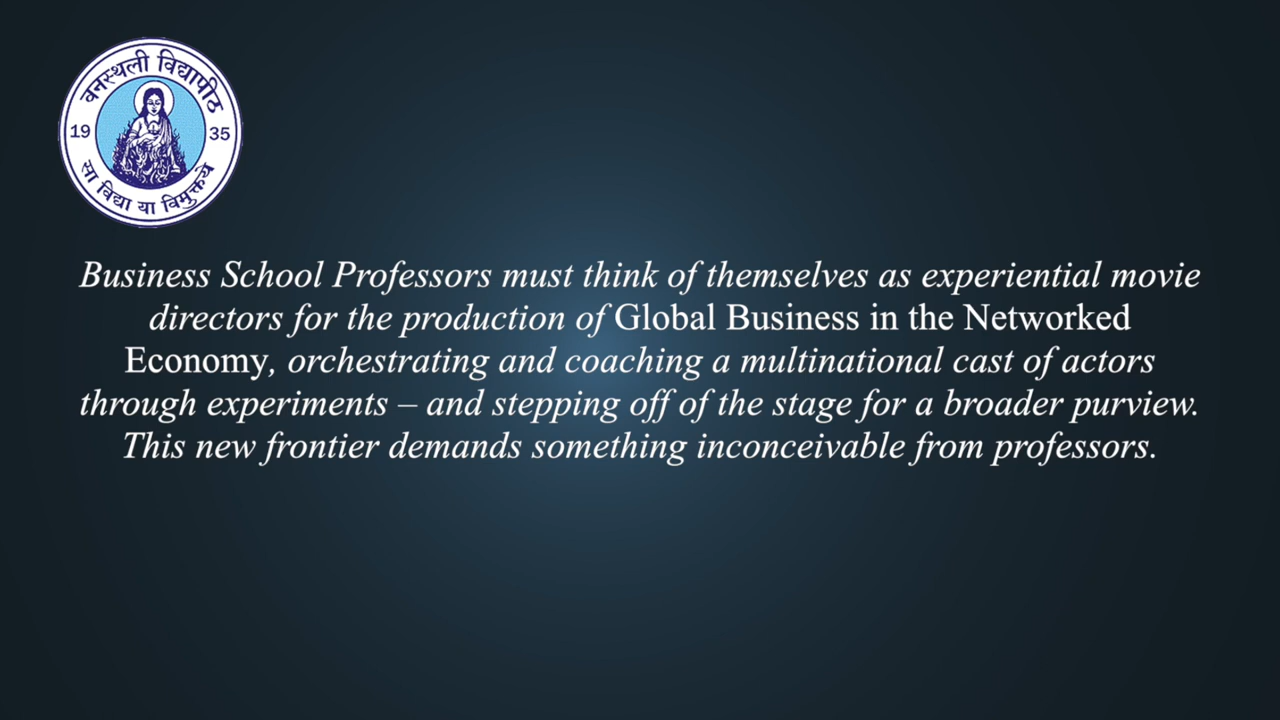 वनस्थली विद्यापीठ
19 35
सा विद्या या विमुक्तये
Business School Professors must think of themselves as experiential movie
directors for the production of Global Business in the Networked
Economy, orchestrating and coaching a multinational cast of actors
through experiments – and stepping off of the stage for a broader purview.
This new frontier demands something inconceivable from professors.